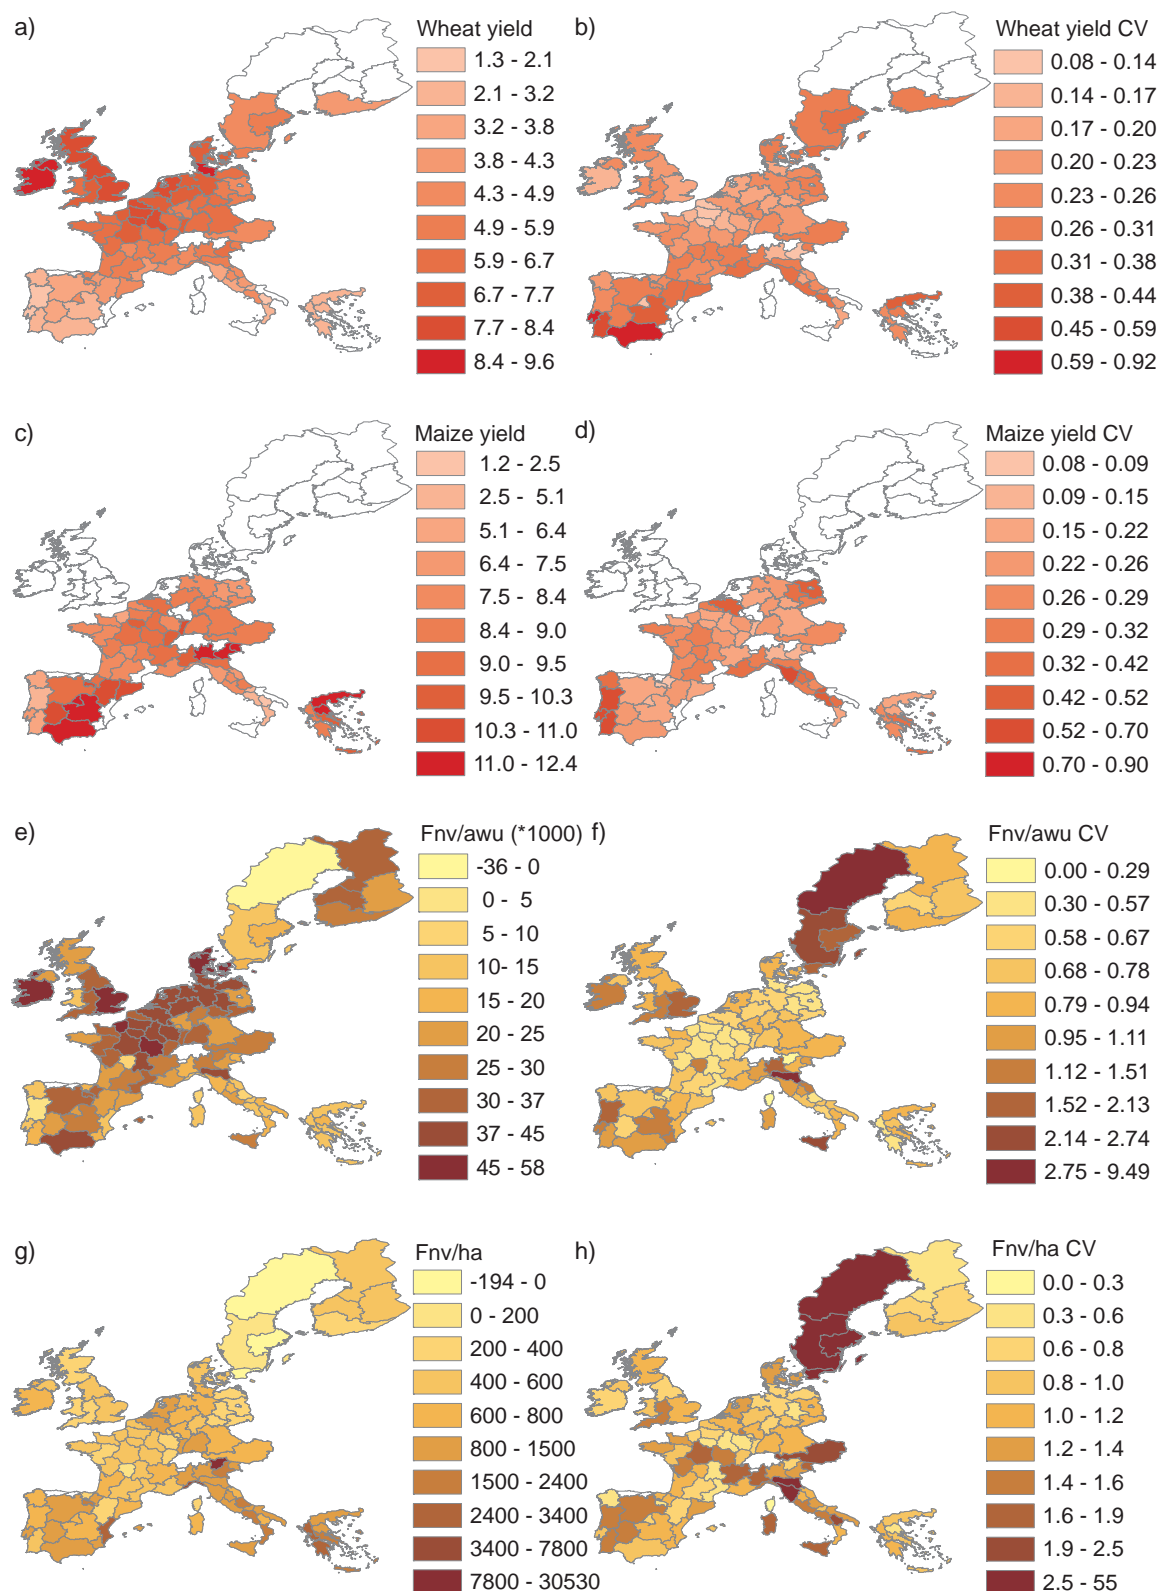 a)
Wheat yield
1.3 - 2.1
2.1 - 3.2
3.2 - 3.8
3.8 - 4.3
4.3 - 4.9
4.9 - 5.9
5.9 - 6.7
6.7 - 7.7
7.7 - 8.4
8.4 - 9.6
b)
Wheat yield CV
0.08 - 0.14
0.14 - 0.17
0.17 - 0.20
0.20 - 0.23
0.23 - 0.26
0.26 - 0.31
0.31 - 0.38
0.38 - 0.44
0.45 - 0.59
0.59 - 0.92
c)
Maize yield
1.2 - 2.5
2.5 - 5.1
5.1 - 6.4
6.4 - 7.5
7.5 - 8.4
8.4 - 9.0
9.0 - 9.5
9.5 - 10.3
10.3 - 11.0
11.0 - 12.4
d)
Maize yield CV
0.08 - 0.09
0.09 - 0.15
0.15 - 0.22
0.22 - 0.26
0.26 - 0.29
0.29 - 0.32
0.32 - 0.42
0.42 - 0.52
0.52 - 0.70
0.70 - 0.90
e)
Fnv/awu (*1000)
-36 - 0
0 - 5
5 - 10
10- 15
15 - 20
20 - 25
25 - 30
30 - 37
37 - 45
45 - 58
f)
Fnv/awu CV
0.00 - 0.29
0.30 - 0.57
0.58 - 0.67
0.68 - 0.78
0.79 - 0.94
0.95 - 1.11
1.12 - 1.51
1.52 - 2.13
2.14 - 2.74
2.75 - 9.49
g)
Fnv/ha
-194 - 0
0 - 200
200 - 400
400 - 600
600 - 800
800 - 1500
1500 - 2400
2400 - 3400
3400 - 7800
7800 - 30530
h)
Fnv/ha CV
0.0 - 0.3
0.3 - 0.6
0.6 - 0.8
0.8 - 1.0
1.0 - 1.2
1.2 - 1.4
1.4 - 1.6
1.6 - 1.9
1.9 - 2.5
2.5 - 55